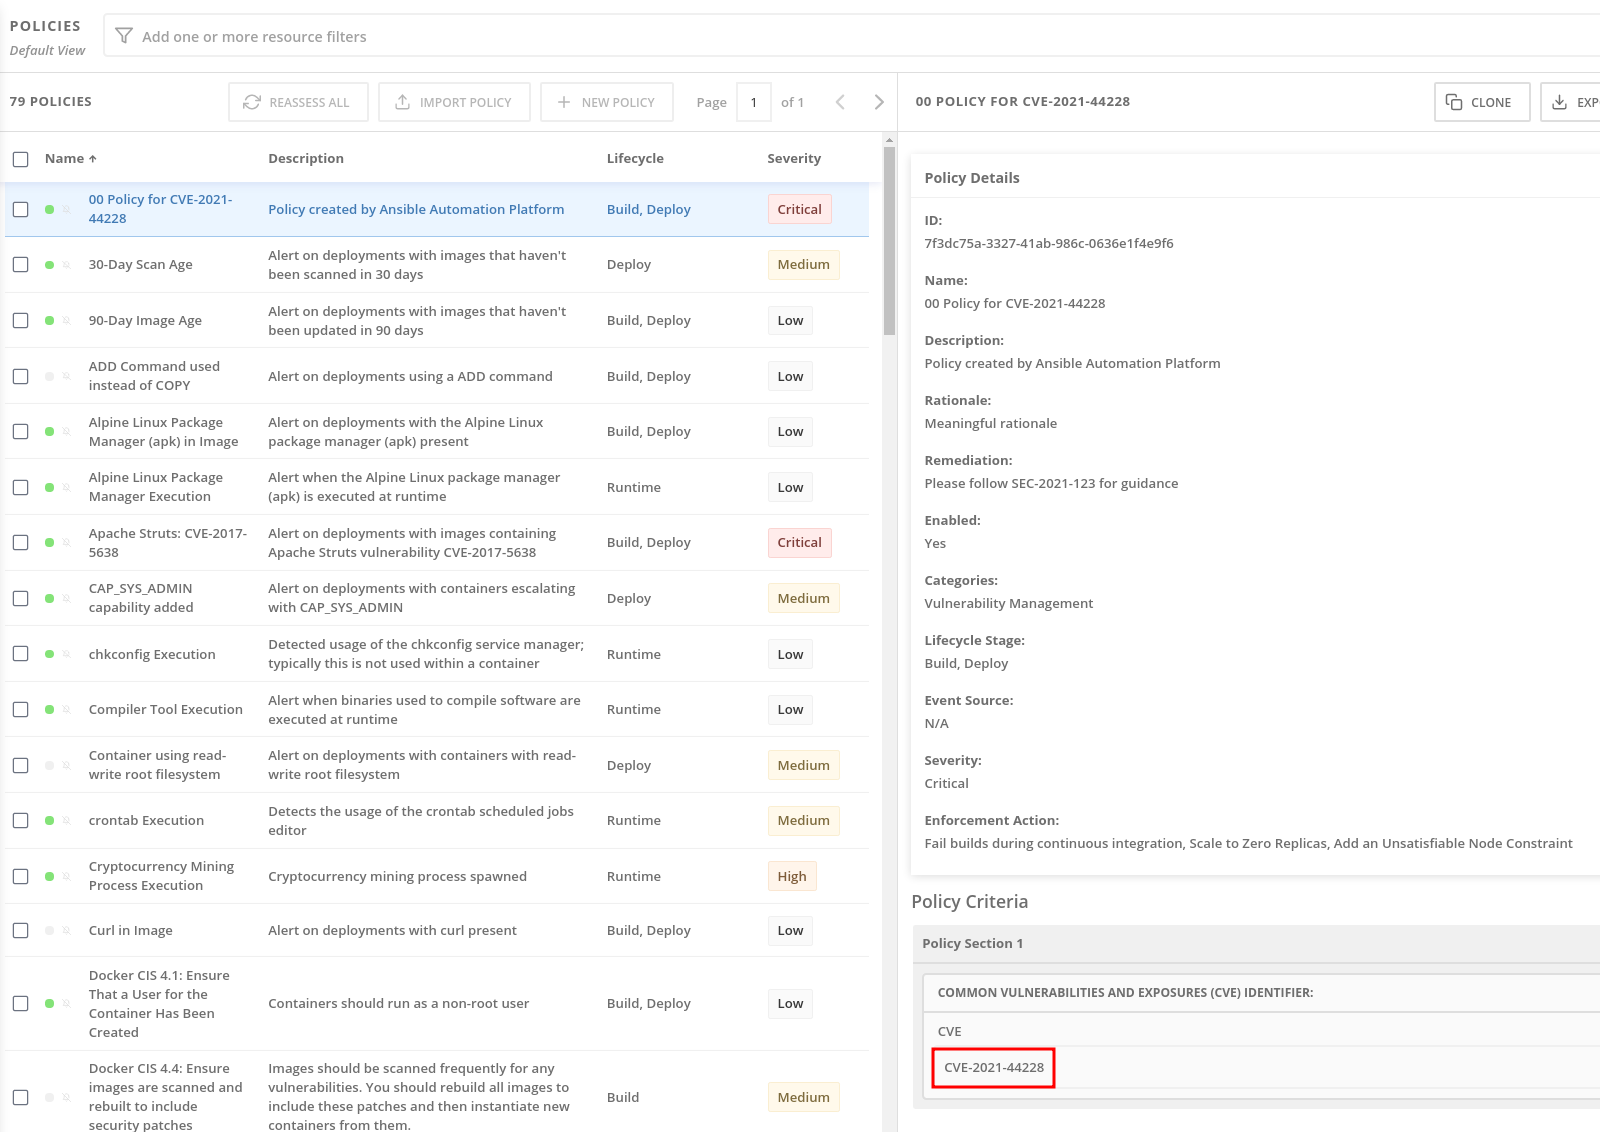 POLICIES
Default View
Add one or more resource filters
79 POLICIES
REASSESS ALL
IMPORT POLICY
NEW POLICY
Page 1 of 1
Name
Description
Lifecycle
Severity
00 Policy for CVE-2021-
44228
Policy created by Ansible Automation Platform
Build, Deploy
Critical
30-Day Scan Age
Alert on deployments with images that haven't
been scanned in 30 days
Deploy
Medium
90-Day Image Age
Alert on deployments with images that haven't
been updated in 90 days
Build, Deploy
Low
ADD Command used
instead of COPY
Alert on deployments using a ADD command
Build, Deploy
Low
Alpine Linux Package
Manager (apk) in Image
Alert on deployments with the Alpine Linux
package manager (apk) present
Build, Deploy
Low
Alpine Linux Package
Manager Execution
Alert when the Alpine Linux package manager
(apk) is executed at runtime
Runtime
Low
Apache Struts: CVE-2017-
5638
Alert on deployments with images containing
Apache Struts vulnerability CVE-2017-5638
Build, Deploy
Critical
CAP_SYS_ADMIN
capability added
Alert on deployments with containers escalating
with CAP_SYS_ADMIN
Deploy
Medium
chkconfig Execution
Detected usage of the chkconfig service manager;
typically this is not used within a container
Runtime
Low
Compiler Tool Execution
Alert when binaries used to compile software are
executed at runtime
Runtime
Low
Container using read-
write root filesystem
Alert on deployments with containers with read-
write root filesystem
Deploy
Medium
crontab Execution
Detects the usage of the crontab scheduled jobs
editor
Runtime
Medium
Cryptocurrency Mining
Process Execution
Cryptocurrency mining process spawned
Runtime
High
Curl in Image
Alert on deployments with curl present
Build, Deploy
Low
Docker CIS 4.1: Ensure
That a User for the
Container Has Been
Created
Containers should run as a non-root user
Build, Deploy
Low
Docker CIS 4.4: Ensure
images are scanned and
rebuilt to include
security patches
Images should be scanned frequently for any
vulnerabilities. You should rebuild all images to
include these patches and then instantiate new
containers from them.
Build
Medium
00 POLICY FOR CVE-2021-44228
CLONE
EXPO
Policy Details
ID:
7f3dc75a-3327-41ab-986c-0636e1f4e9f6
Name:
00 Policy for CVE-2021-44228
Description:
Policy created by Ansible Automation Platform
Rationale:
Meaningful rationale
Remediation:
Please follow SEC-2021-123 for guidance
Enabled:
Yes
Categories:
Vulnerability Management
Lifecycle Stage:
Build, Deploy
Event Source:
N/A
Severity:
Critical
Enforcement Action:
Fail builds during continuous integration, Scale to Zero Replicas, Add an Unsatisfiable Node Constraint
Policy Criteria
Policy Section 1
COMMON VULNERABILITIES AND EXPOSURES (CVE) IDENTIFIER:
CVE
CVE-2021-44228